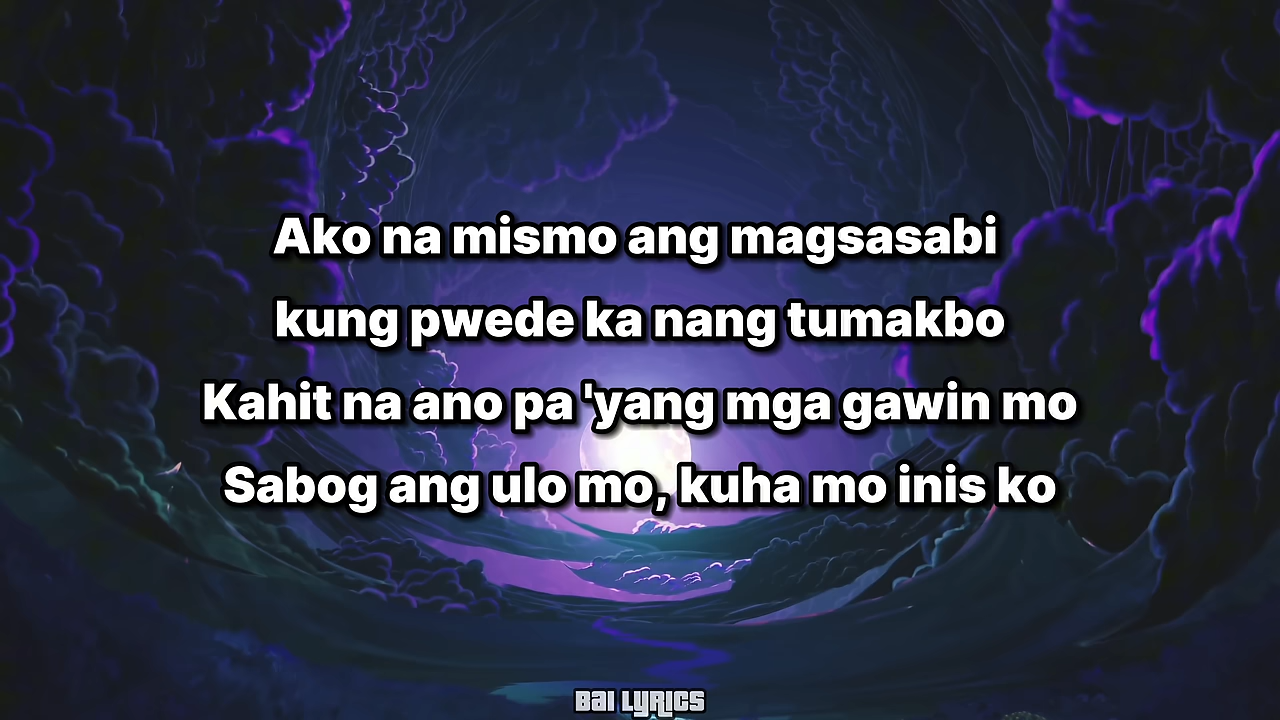 Ako na mismo ang magsasabi
kung pwede ka nang tumakbo
Kahit na ano pa 'yang mga gawin mo
Sabog ang ulo mo, kuha mo inis ko
BAI LYRICS